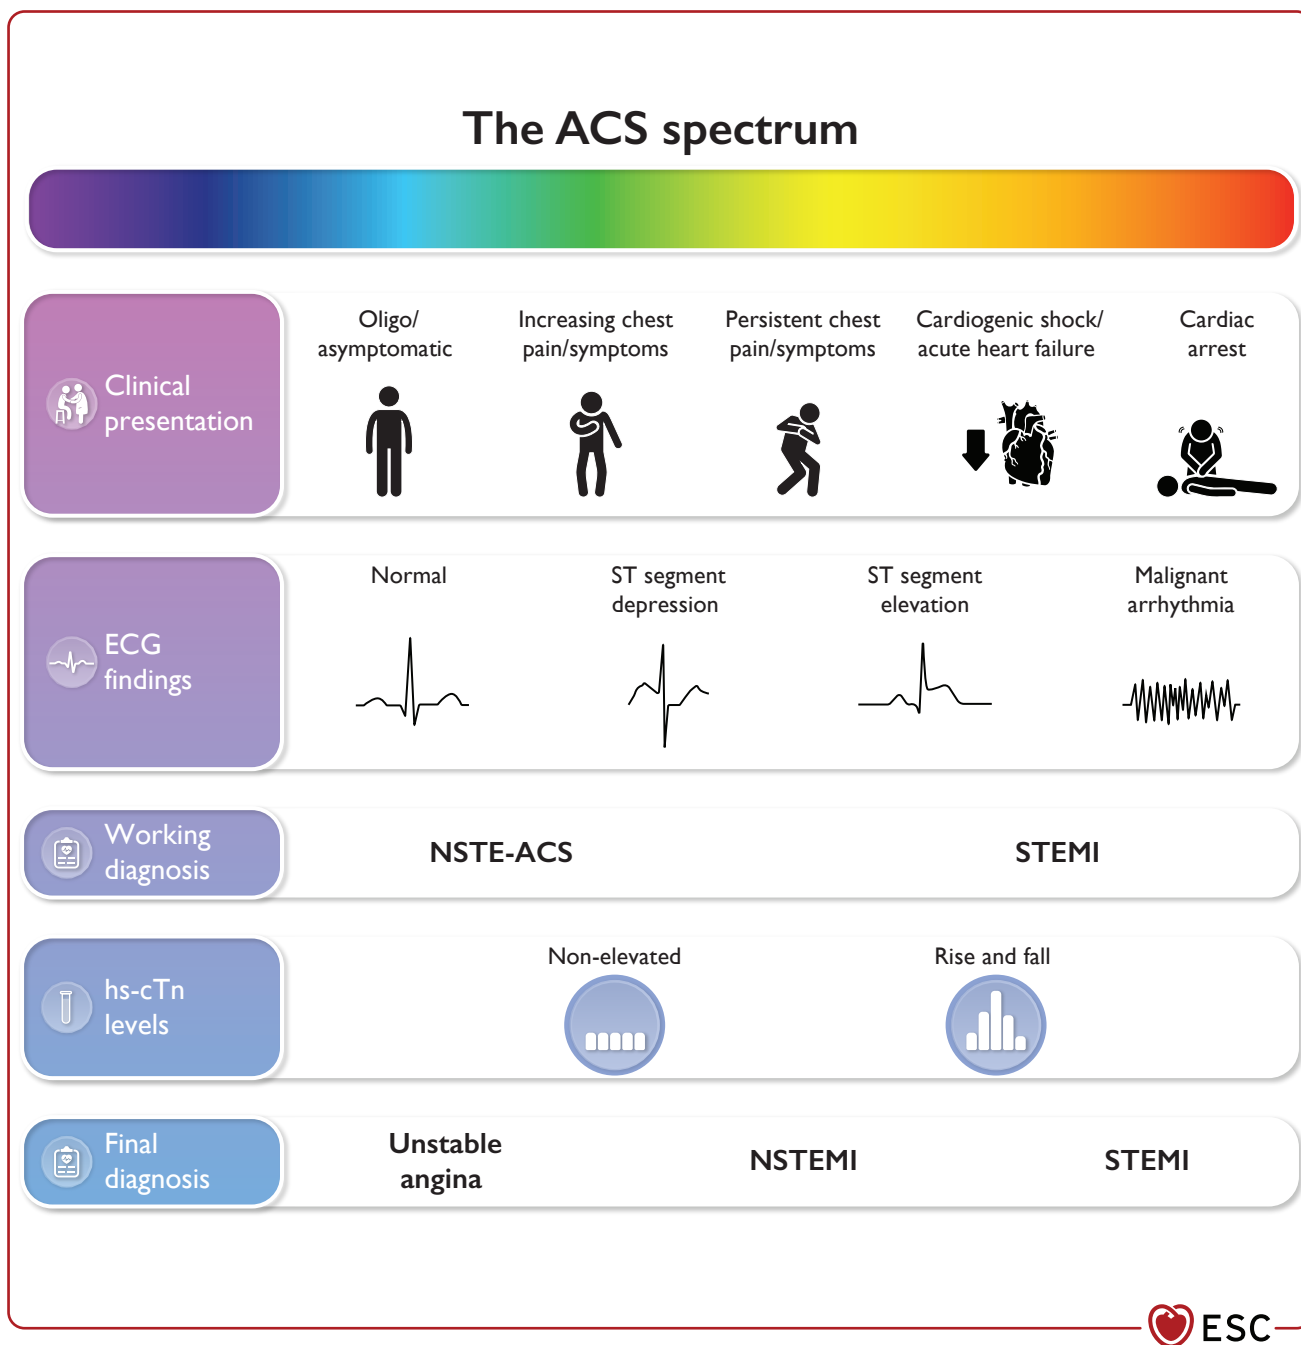 The ACS spectrum
Clinical
presentation
Oligo/
asymptomatic
Increasing chest
pain/symptoms
Persistent chest
pain/symptoms
Cardiogenic shock/
acute heart failure
Cardiac
arrest
ECG
findings
Normal
ST segment
depression
ST segment
elevation
Malignant
arrhythmia
Working
diagnosis
NSTE-ACS
STEMI
hs-cTn
levels
Non-elevated
Rise and fall
Final
diagnosis
Unstable
angina
NSTEMI
STEMI
ESC